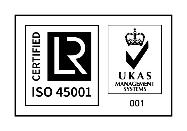 CERTIFIED
LR
ISO 45001
UKAS
MANAGEMENT
SYSTEMS
001